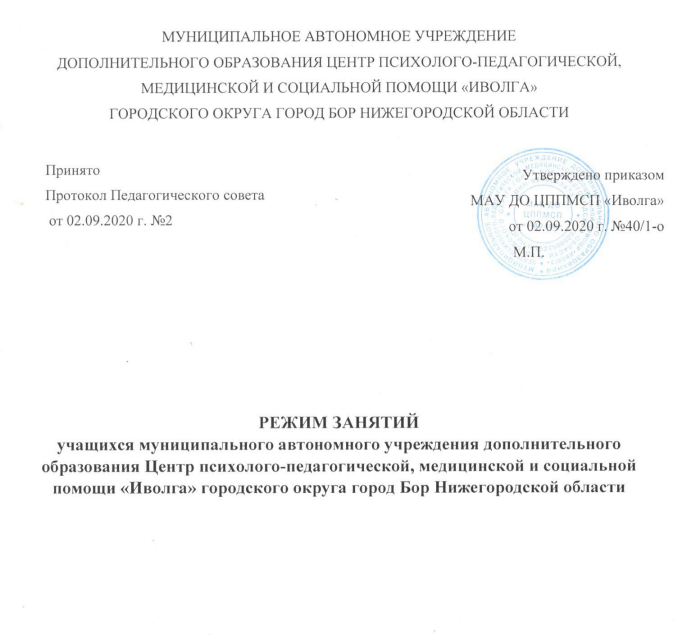 МУНИЦИПАЛЬНОЕ АВТОНОМНОЕ УЧРЕЖДЕНИЕ
ДОПОЛНИТЕЛЬНОГО ОБРАЗОВАНИЯ ЦЕНТР ПСИХОЛОГО-ПЕДАГОГИЧЕСКОЙ,
МЕДИЦИНСКОЙ И СОЦИАЛЬНОЙ ПОМОЩИ «ИВОЛГА»
ГОРОДСКОГО ОКРУГА ГОРОД БОР НИЖЕГОРОДСКОЙ ОБЛАСТИ
Принято
Протокол Педагогического совета
от 02.09.2020 г. №2
Утверждено приказом
МАУ ДО ЦППМСП «Иволга»
от 02.09.2020 г. №40/1-о
М.П.
ЦППМСП
РЕЖИМ ЗАНЯТИЙ
учащихся муниципального автономного учреждения дополнительного
образования Центр психолого-педагогической, медицинской и социальной
помощи «Иволга» городского округа город Бор Нижегородской области